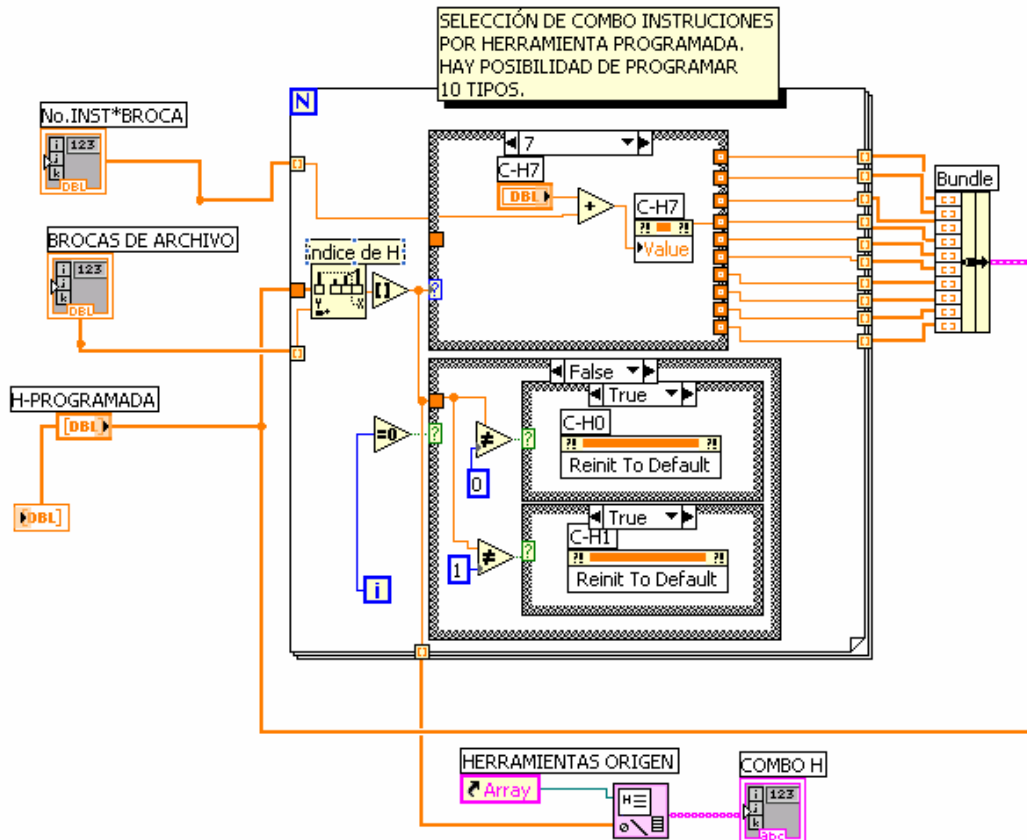 SELECCIÓN DE COMBO INSTRUCIONES
POR HERRAMIENTA PROGRAMADA.
HAY POSIBILIDAD DE PROGRAMAR
10 TIPOS.
N
No.INST*BROCA
i
j
k
123
DBL
7
C-H7
DBL
+
C-H7
Value
Bundle
BROCAS DE ARCHIVO
i
j
k
123
DBL
ndice de H
H-PROGRAMADA
[DBL]
DBL]
=0
i
False
≠
0
True
C-H0
Reinit To Default
≠
1
True
C-H1
Reinit To Default
HERRAMIENTAS ORIGEN
Array
COMBO H
i
j
k
123
Abc